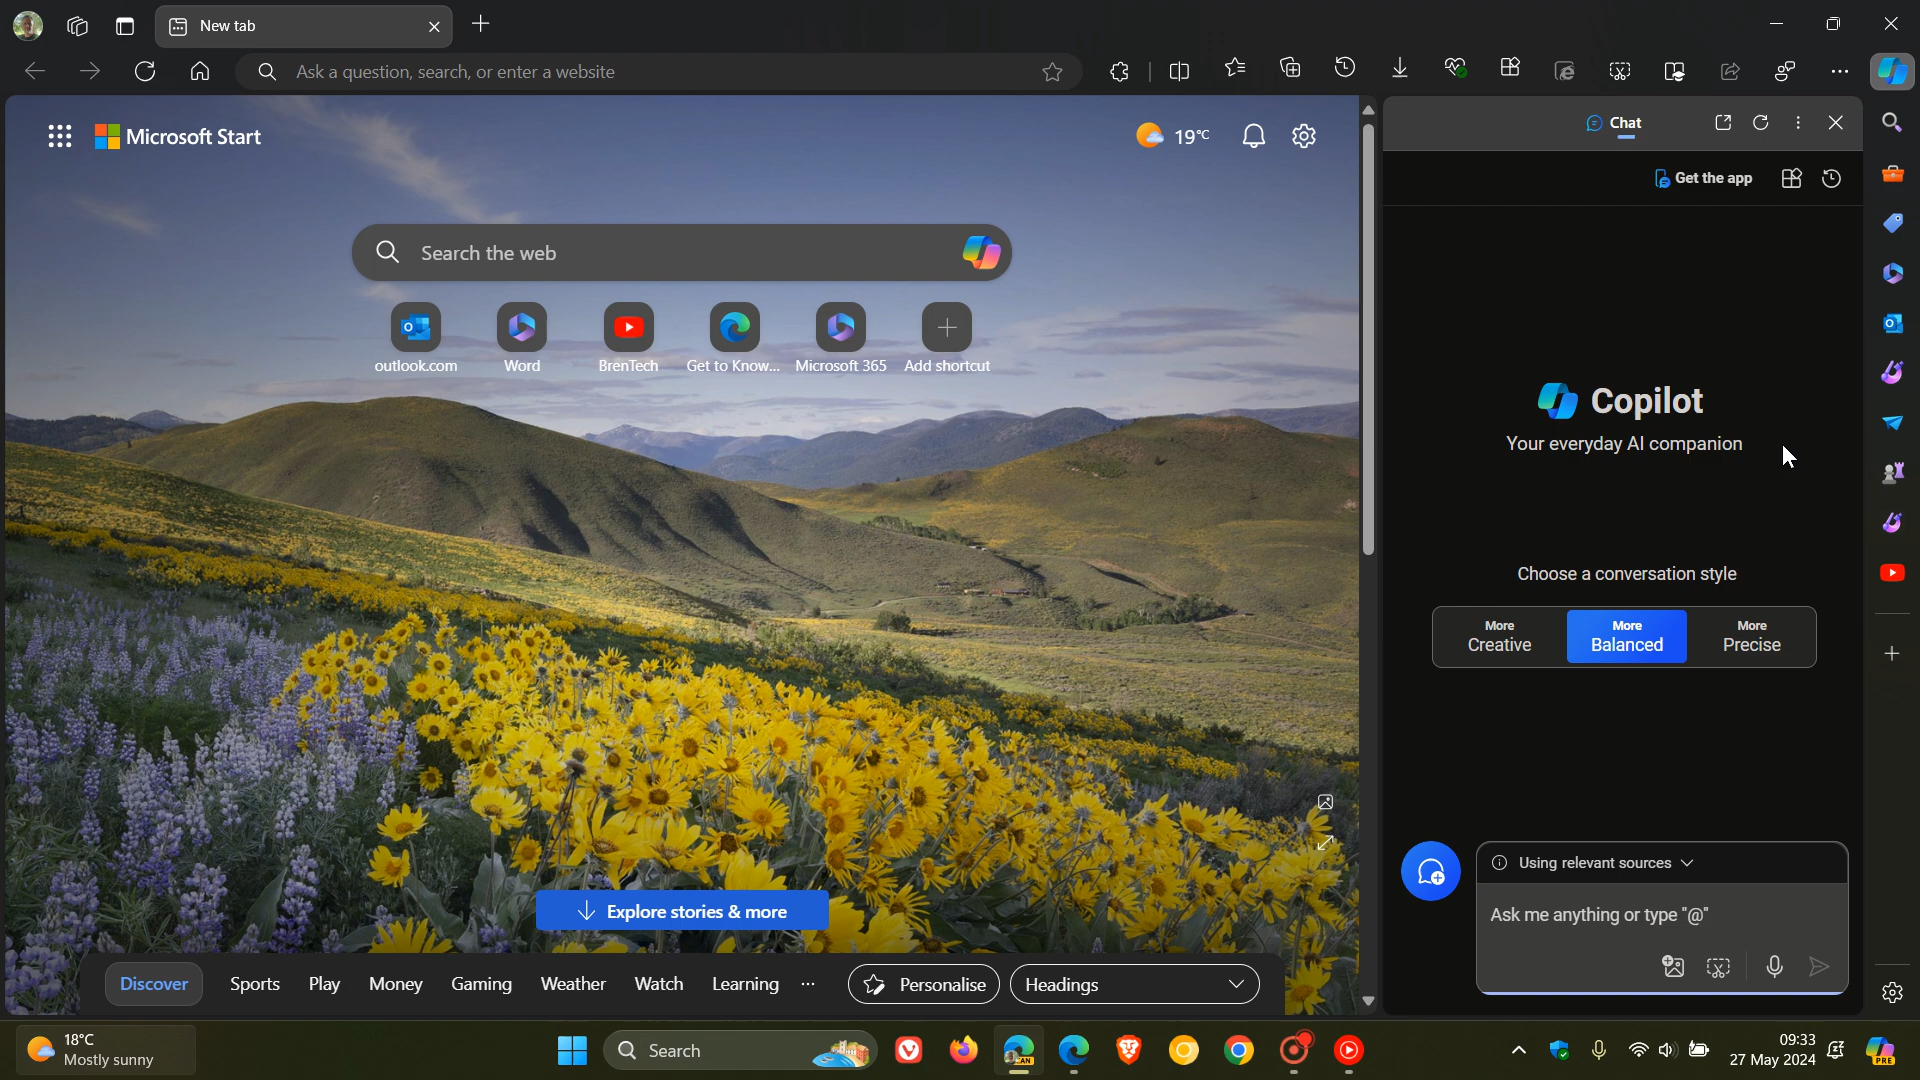 New tab
Ask a question, search, or enter a website
Microsoft Start
19°C
Search the web
outlook.com
Word
BrenTech
Get to Know...
Microsoft 365
Add shortcut
Explore stories & more
Discover
Sports
Play
Money
Gaming
Weather
Watch
Learning
Personalise
Headings
Chat
Get the app
Copilot
Your everyday AI companion
Choose a conversation style
More
Creative
More
Balanced
More
Precise
Using relevant sources
Ask me anything or type "@"
18°C
Mostly sunny
Search
CAN
09:33
27 May 2024
PRE